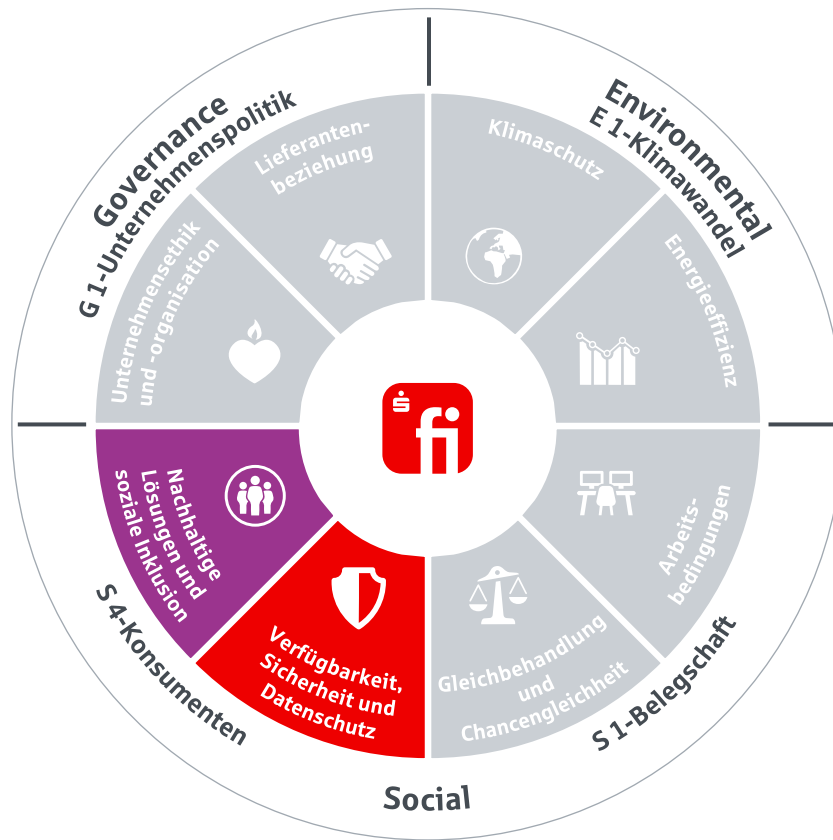 Governance
G 1-Unternehmenspolitik
Environmental
E 1-Klimawandel
Lieferanten-
beziehung
Klimaschutz
Unternehmensethik
und -organisation
Energieeffizienz
fi
Nachhaltige
Lösungen und
soziale Inklusion
Arbeits-
bedingungen
Verfügbarkeit,
Sicherheit und
Datenschutz
Gleichbehandlung
und
Chancengleichheit
S 4-Konsumenten
S 1-Belegschaft
Social